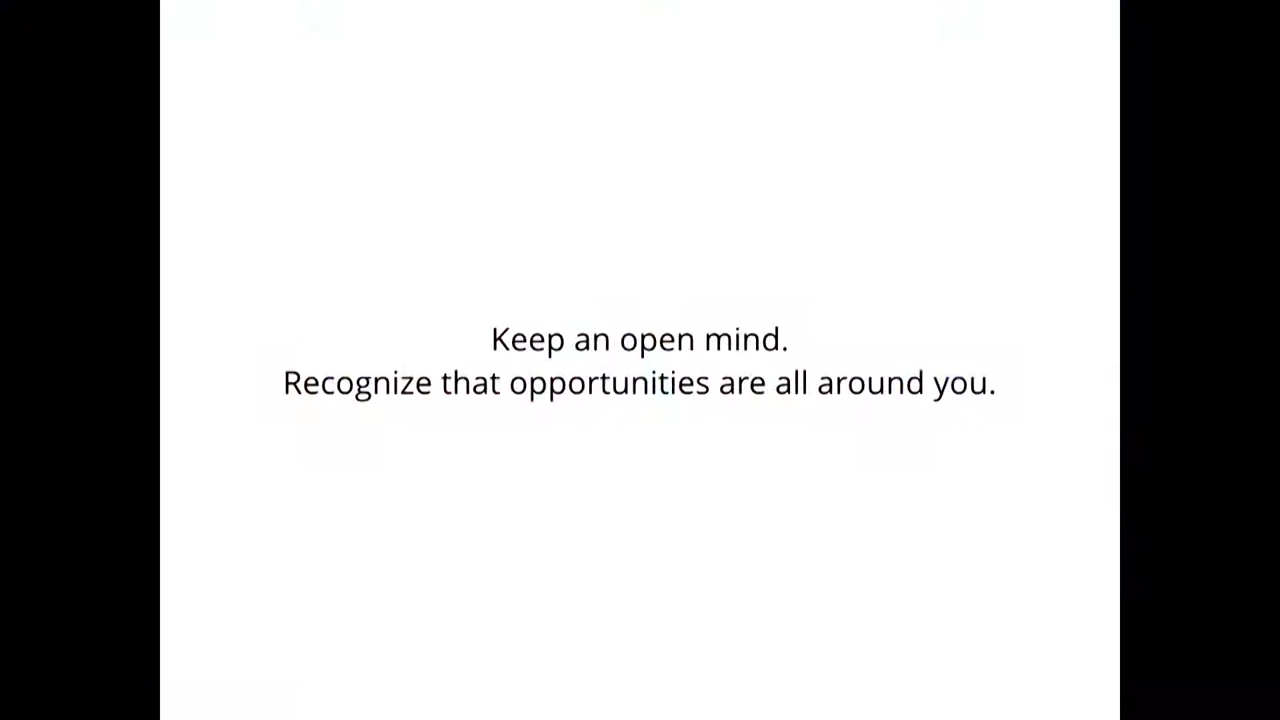 Keep an open mind.
Recognize that opportunities are all around you.